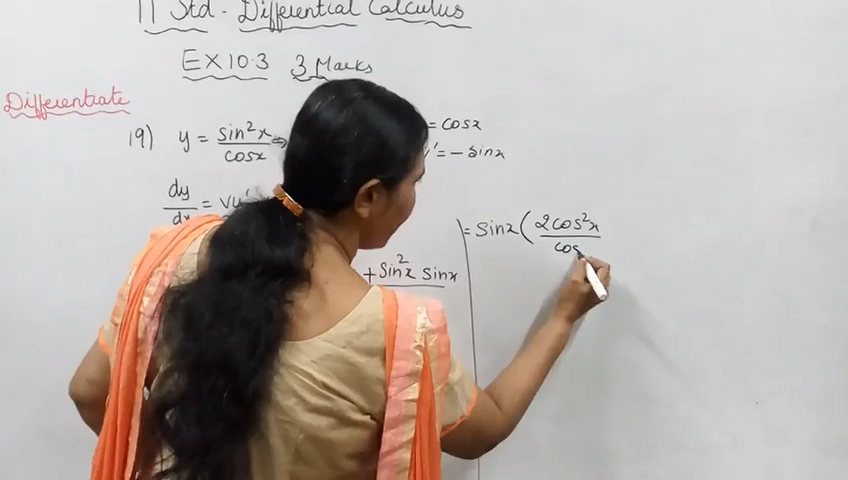 11 Std - Differential Calculus
EX 10.3 3 Marks
Differentiate
19) y = sin²x / cosx ⇒
= cosx
v' = - sinx
dy/dx = vu'
+ sin²x sinx
= sinx ( 2cos²x / cos